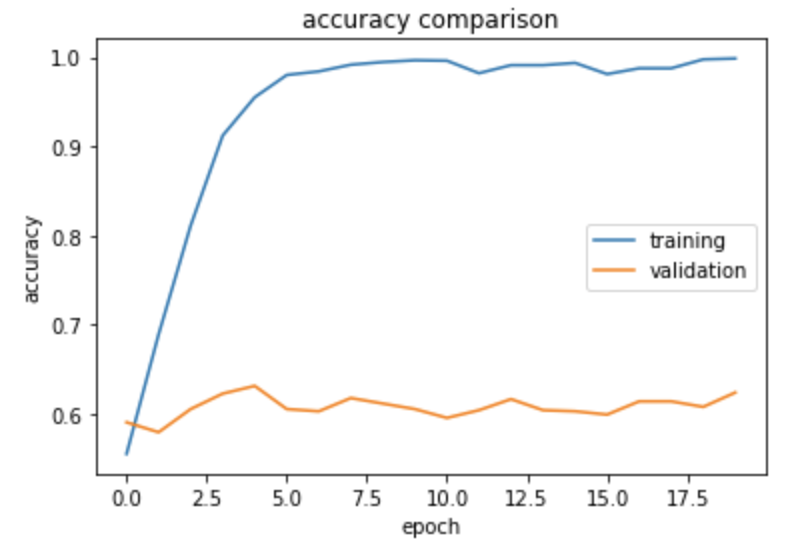 accuracy comparison
1.0
0.9
0.8
0.7
0.6
accuracy
training
validation
0.0 2.5 5.0 7.5 10.0 12.5 15.0 17.5
epoch